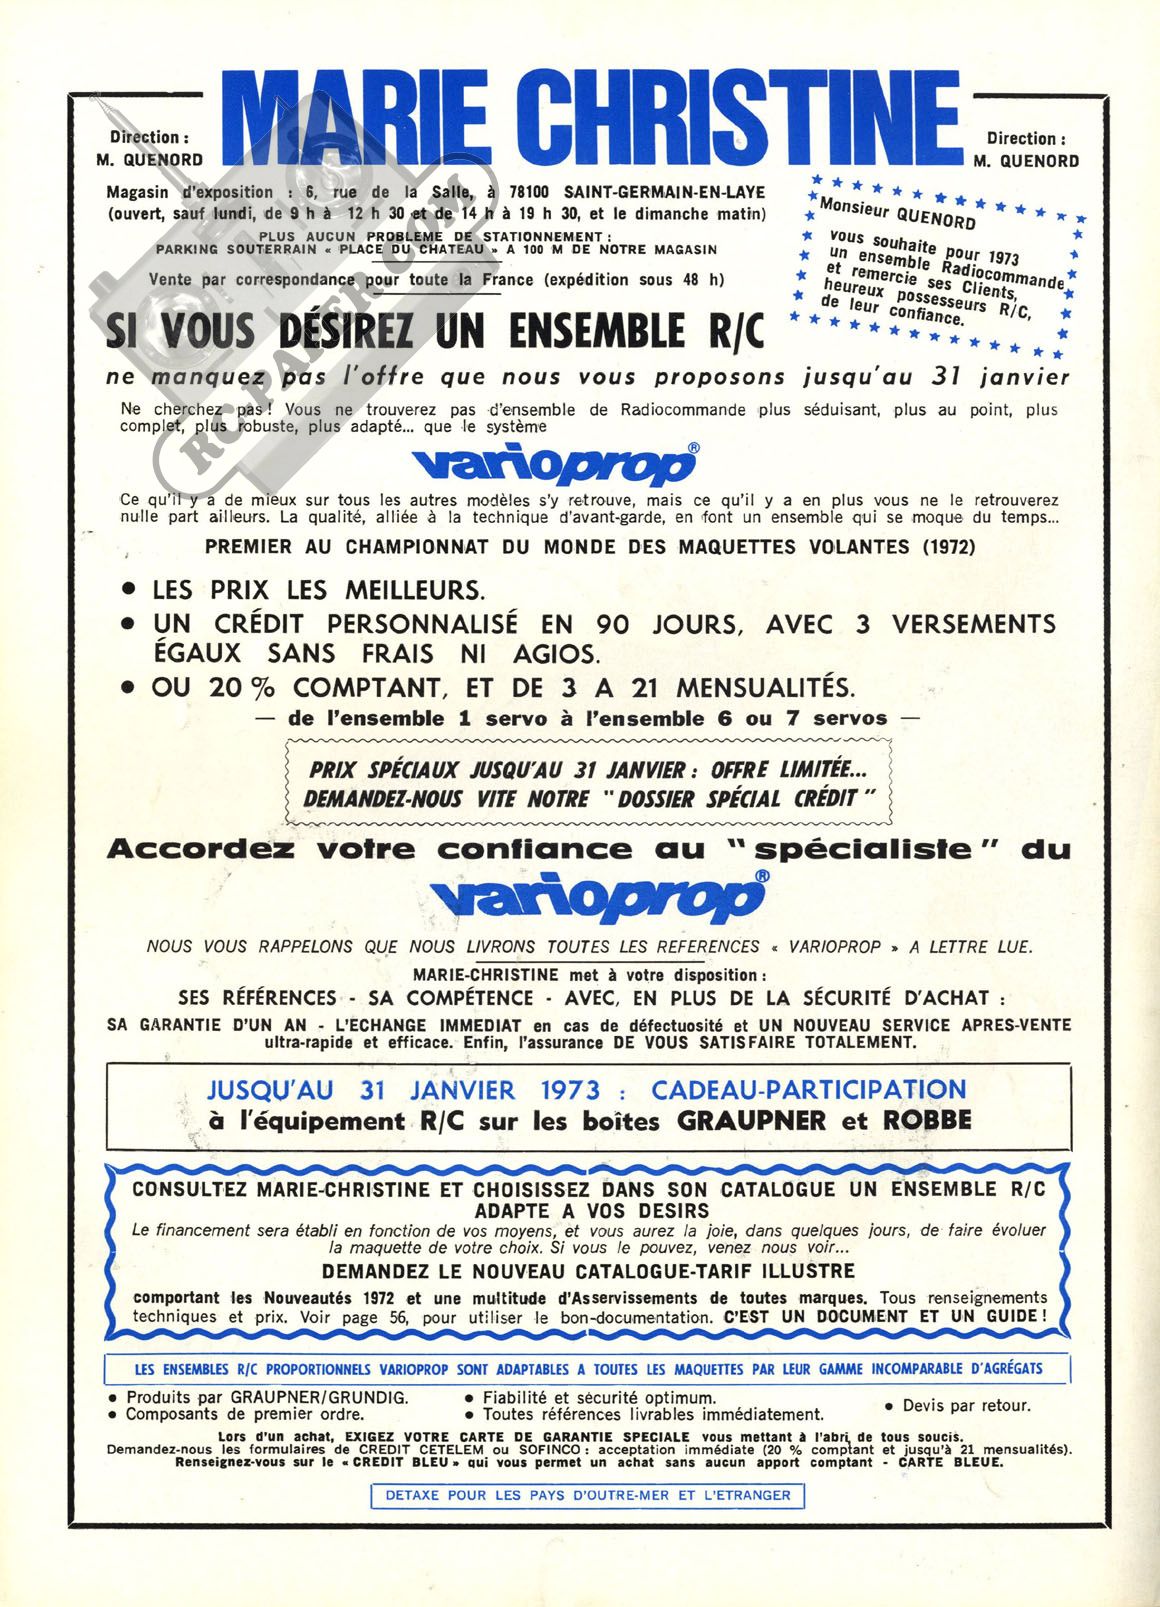 MARIE CHRISTINE
Direction :
M. QUENORD
Direction :
M. QUENORD
Magasin d'exposition : 6, rue de la Salle, à 78100 SAINT-GERMAIN-EN-LAYE
(ouvert, sauf lundi, de 9 h à 12 h 30 et de 14 h à 19 h 30, et le dimanche matin)
PLUS AUCUN PROBLEME DE STATIONNEMENT :
PARKING SOUTERRAIN « PLACE DU CHATEAU » A 100 M DE NOTRE MAGASIN
Vente par correspondance pour toute la France (expédition sous 48 h)
Monsieur QUENORD
vous souhaite pour 1973
un ensemble Radiocommande
et remercie ses Clients,
heureux possesseurs R/C,
de leur confiance.
RC-PAPER.COM
SI VOUS DÉSIREZ UN ENSEMBLE R/C
ne manquez pas l'offre que nous vous proposons jusqu'au 31 janvier
Ne cherchez pas ! Vous ne trouverez pas d'ensemble de Radiocommande plus séduisant, plus au point, plus
complet, plus robuste, plus adapté... que le système
varioprop®
Ce qu'il y a de mieux sur tous les autres modèles s'y retrouve, mais ce qu'il y a en plus vous ne le retrouverez
nulle part ailleurs. La qualité, alliée à la technique d'avant-garde, en font un ensemble qui se moque du temps...
PREMIER AU CHAMPIONNAT DU MONDE DES MAQUETTES VOLANTES (1972)
• LES PRIX LES MEILLEURS.
• UN CRÉDIT PERSONNALISÉ EN 90 JOURS, AVEC 3 VERSEMENTS
ÉGAUX SANS FRAIS NI AGIOS.
• OU 20 % COMPTANT, ET DE 3 A 21 MENSUALITÉS.
— de l'ensemble 1 servo à l'ensemble 6 ou 7 servos —
PRIX SPÉCIAUX JUSQU'AU 31 JANVIER : OFFRE LIMITÉE...
DEMANDEZ-NOUS VITE NOTRE "DOSSIER SPÉCIAL CRÉDIT"
Accordez votre confiance au "spécialiste" du
varioprop®
NOUS VOUS RAPPELONS QUE NOUS LIVRONS TOUTES LES REFERENCES « VARIOPROP » A LETTRE LUE.
MARIE-CHRISTINE met à votre disposition :
SES RÉFÉRENCES - SA COMPÉTENCE - AVEC, EN PLUS DE LA SÉCURITÉ D'ACHAT :
SA GARANTIE D'UN AN - L'ECHANGE IMMEDIAT en cas de défectuosité et UN NOUVEAU SERVICE APRES-VENTE
ultra-rapide et efficace. Enfin, l'assurance DE VOUS SATISFAIRE TOTALEMENT.
JUSQU'AU 31 JANVIER 1973 : CADEAU-PARTICIPATION
à l'équipement R/C sur les boîtes GRAUPNER et ROBBE
CONSULTEZ MARIE-CHRISTINE ET CHOISISSEZ DANS SON CATALOGUE UN ENSEMBLE R/C
ADAPTE A VOS DESIRS
Le financement sera établi en fonction de vos moyens, et vous aurez la joie, dans quelques jours, de faire évoluer
la maquette de votre choix. Si vous le pouvez, venez nous voir...
DEMANDEZ LE NOUVEAU CATALOGUE-TARIF ILLUSTRE
comportant les Nouveautés 1972 et une multitude d'Asservissements de toutes marques. Tous renseignements
techniques et prix. Voir page 56, pour utiliser le bon-documentation. C'EST UN DOCUMENT ET UN GUIDE !
LES ENSEMBLES R/C PROPORTIONNELS VARIOPROP SONT ADAPTABLES A TOUTES LES MAQUETTES PAR LEUR GAMME INCOMPARABLE D'AGRÉGATS
• Produits par GRAUPNER/GRUNDIG.
• Composants de premier ordre.
• Fiabilité et sécurité optimum.
• Toutes références livrables immédiatement.
• Devis par retour.
Lors d'un achat, EXIGEZ VOTRE CARTE DE GARANTIE SPECIALE vous mettant à l'abri de tous soucis.
Demandez-nous les formulaires de CREDIT CETELEM ou SOFINCO : acceptation immédiate (20 % comptant et jusqu'à 21 mensualités).
Renseignez-vous sur le « CREDIT BLEU » qui vous permet un achat sans aucun apport comptant - CARTE BLEUE.
DETAXE POUR LES PAYS D'OUTRE-MER ET L'ETRANGER